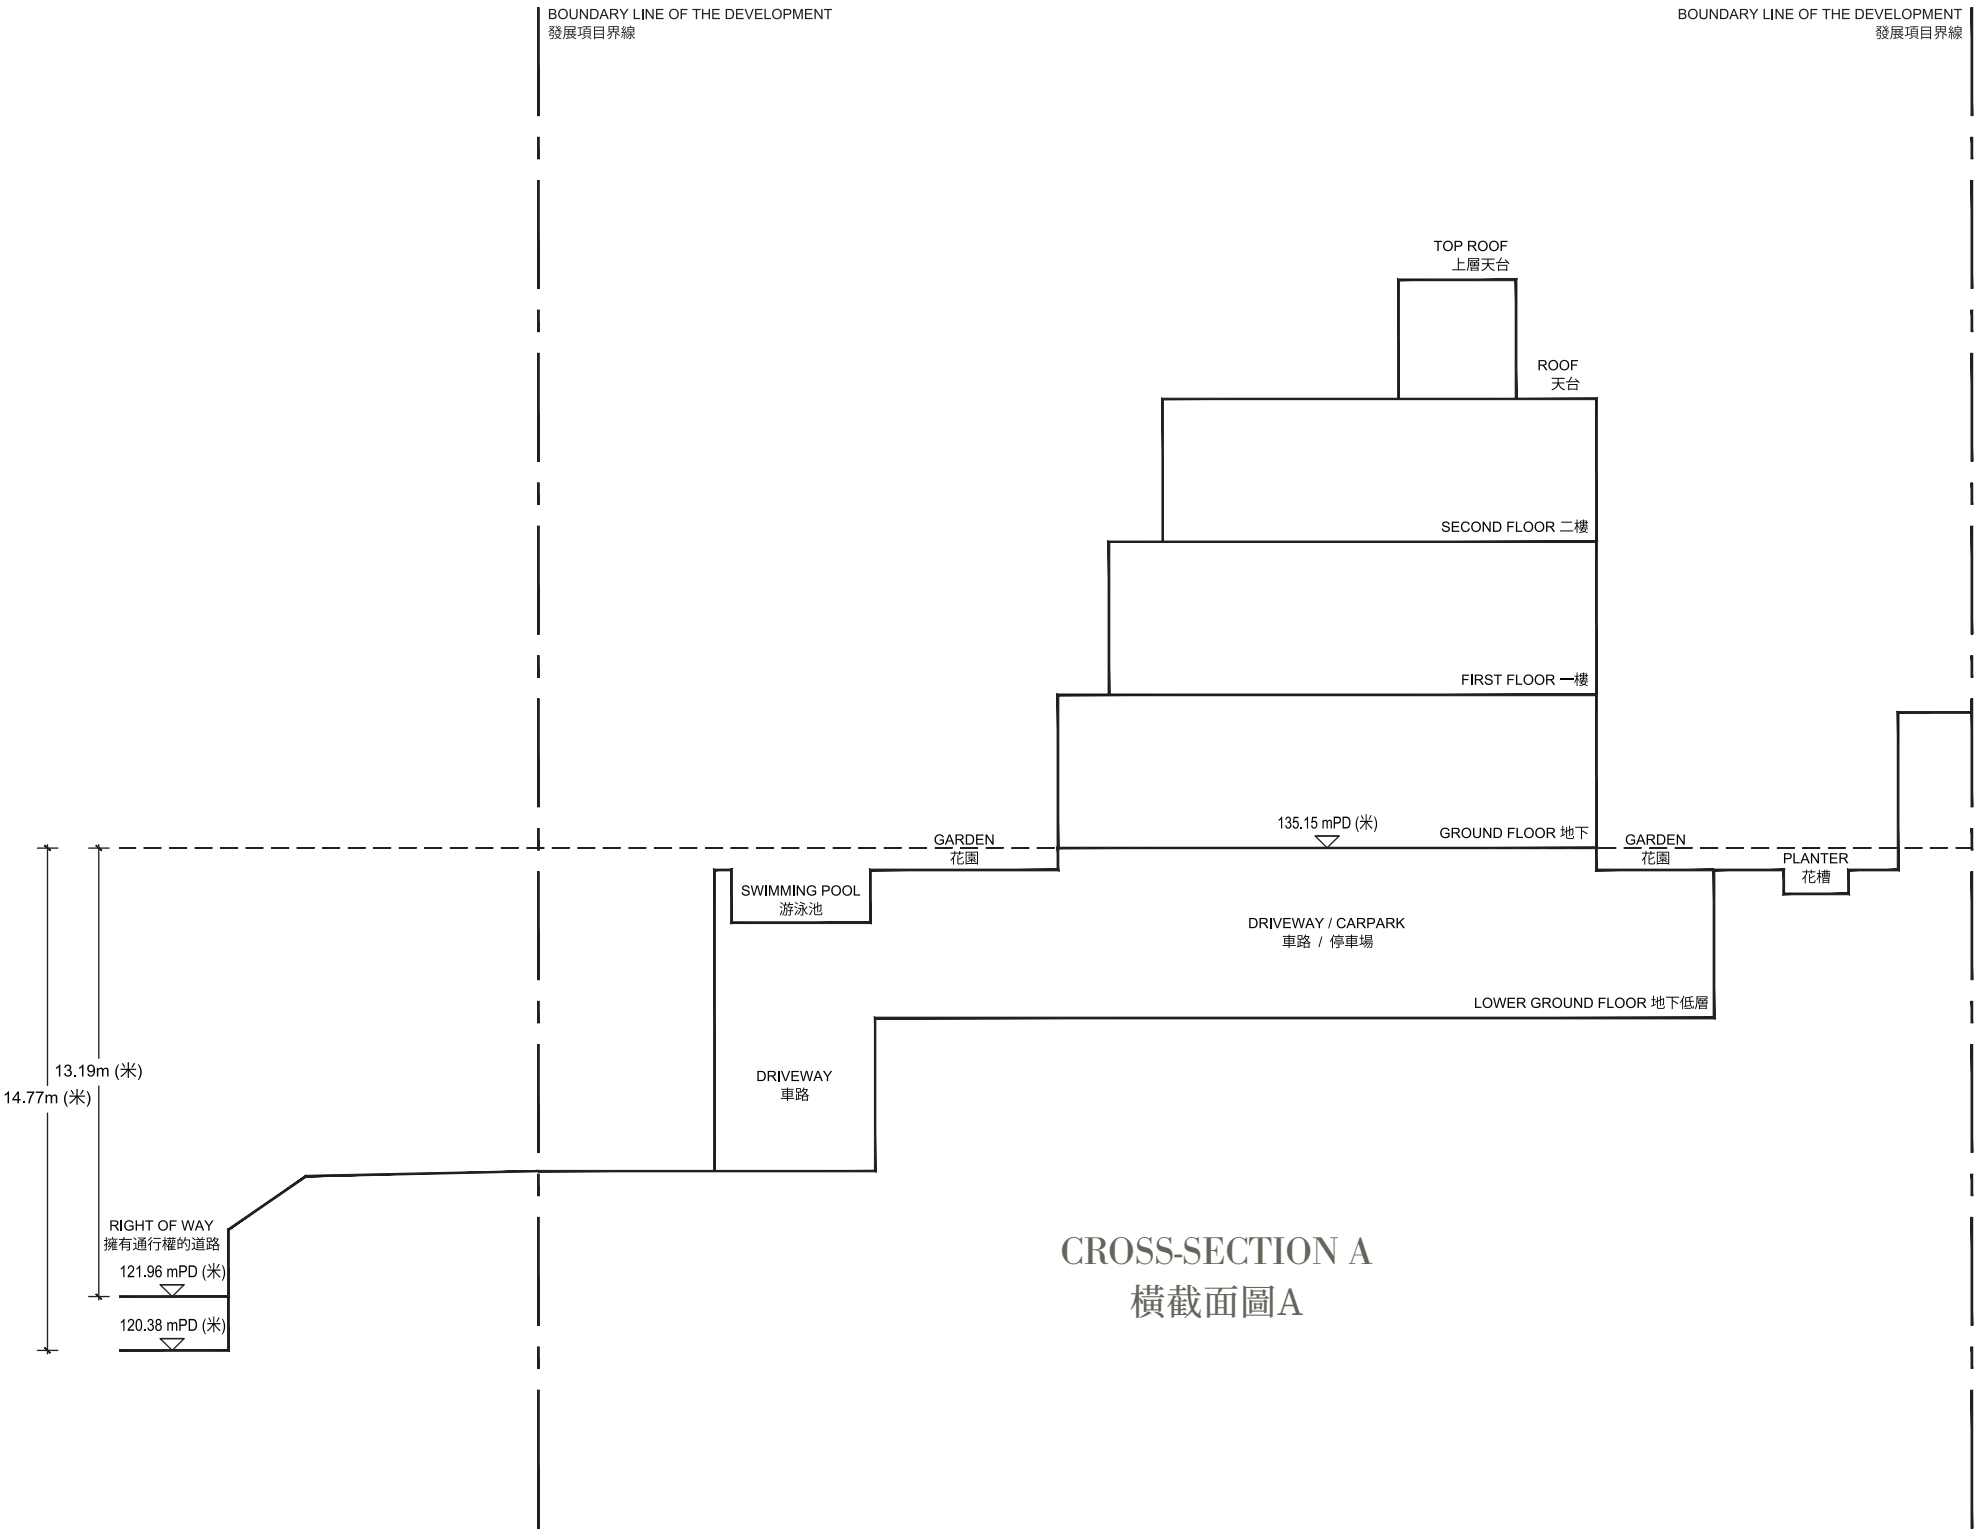 BOUNDARY LINE OF THE DEVELOPMENT
發展項目界線
BOUNDARY LINE OF THE DEVELOPMENT
發展項目界線
TOP ROOF
上層天台
ROOF
天台
SECOND FLOOR 二樓
FIRST FLOOR 一樓
135.15 mPD (米)
GROUND FLOOR 地下
GARDEN
花園
GARDEN
花園
PLANTER
花槽
SWIMMING POOL
游泳池
DRIVEWAY / CARPARK
車路 / 停車場
LOWER GROUND FLOOR 地下低層
13.19m (米)
14.77m (米)
DRIVEWAY
車路
RIGHT OF WAY
擁有通行權的道路
121.96 mPD (米)
120.38 mPD (米)
CROSS-SECTION A
橫截面圖A